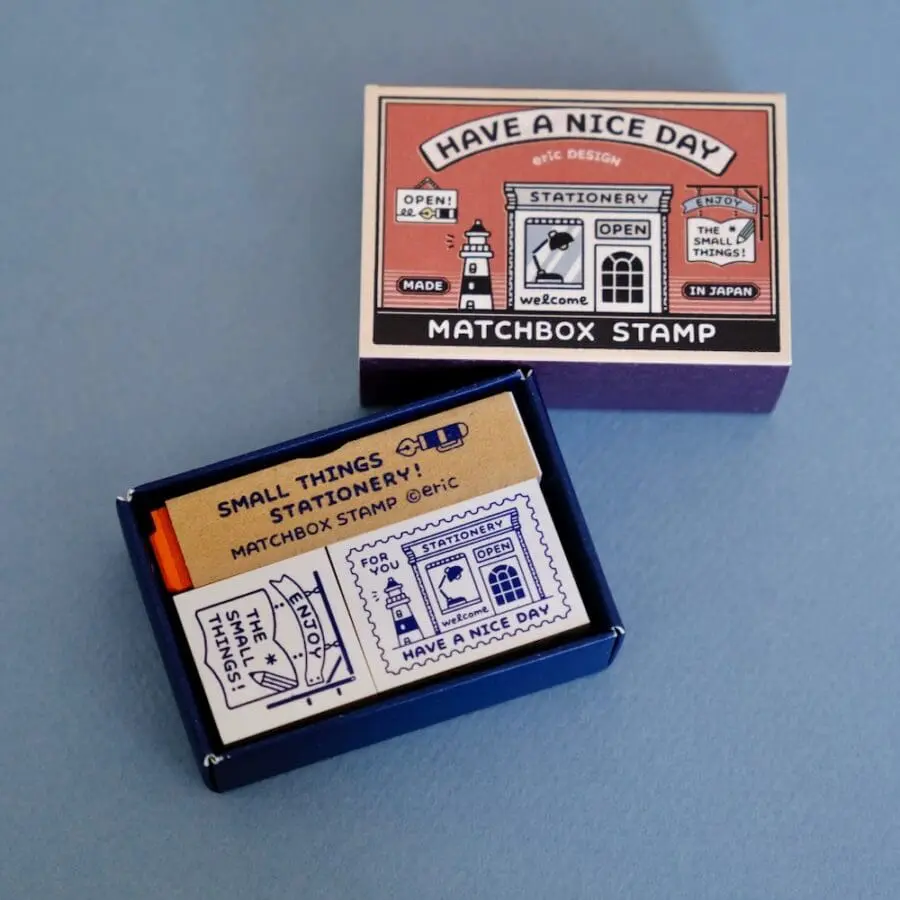 HAVE A NICE DAY
eric DESIGN
OPEN!
STATIONERY
OPEN
welcome
ENJOY
THE
SMALL
THINGS!
MADE
IN JAPAN
MATCHBOX STAMP
SMALL THINGS
STATIONERY!
MATCHBOX STAMP ©eric
ENJOY
THE
SMALL
THINGS!
FOR
YOU
STATIONERY
OPEN
welcome
HAVE A NICE DAY